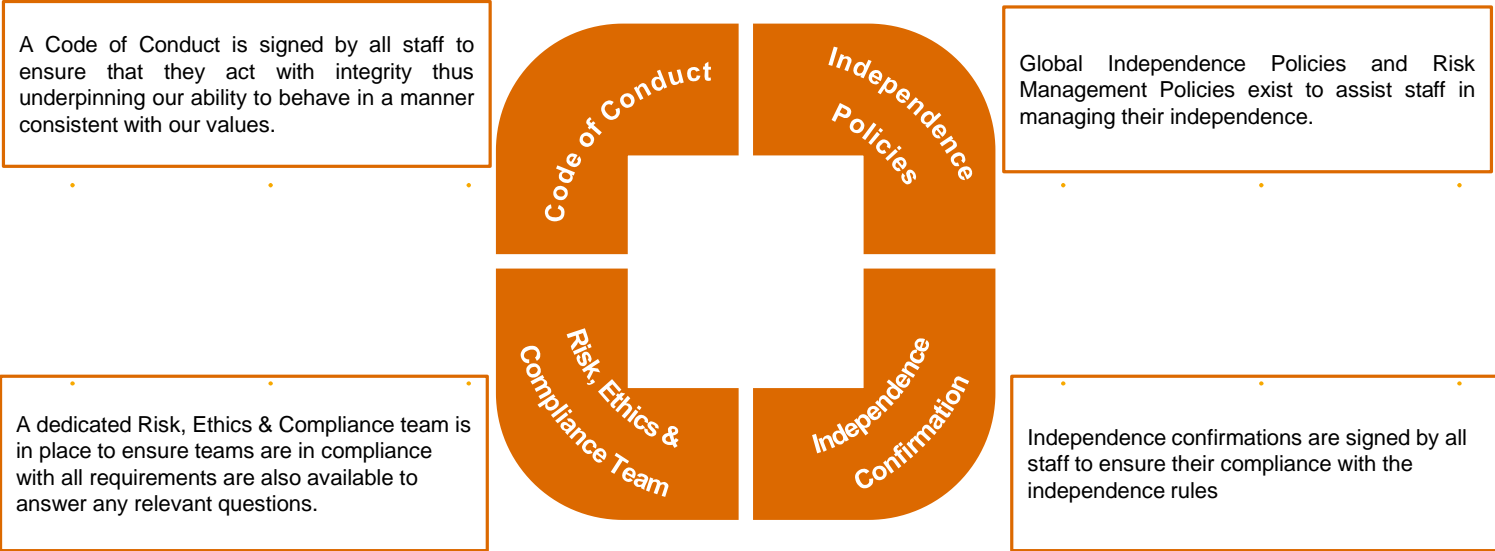 A Code of Conduct is signed by all staff to
ensure that they act with integrity thus
underpinning our ability to behave in a manner
consistent with our values.
Code of Conduct
Independence
Policies
Global Independence Policies and Risk
Management Policies exist to assist staff in
managing their independence.
A dedicated Risk, Ethics & Compliance team is
in place to ensure teams are in compliance
with all requirements are also available to
answer any relevant questions.
Risk, Ethics &
Compliance Team
Independence
Confirmation
Independence confirmations are signed by all
staff to ensure their compliance with the
independence rules